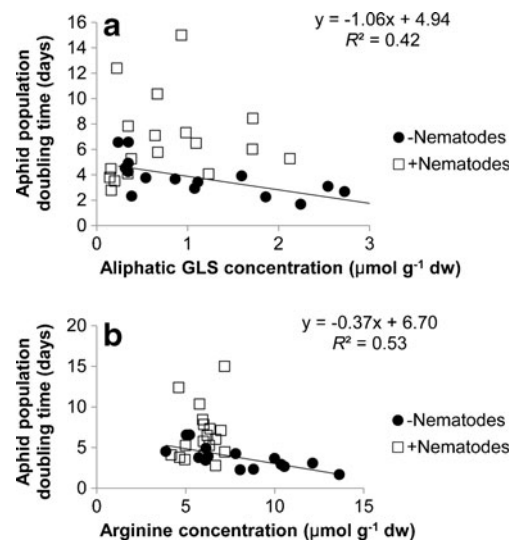 a
y = -1.06x + 4.94
R² = 0.42
Aphid population
doubling time (days)
16
14
12
10
8
6
4
2
0
0 1 2 3
Aliphatic GLS concentration (µmol g⁻¹ dw)
-Nematodes
+Nematodes
b
y = -0.37x + 6.70
R² = 0.53
Aphid population
doubling time (days)
20
15
10
5
0
0 5 10 15
Arginine concentration (µmol g⁻¹ dw)
-Nematodes
+Nematodes